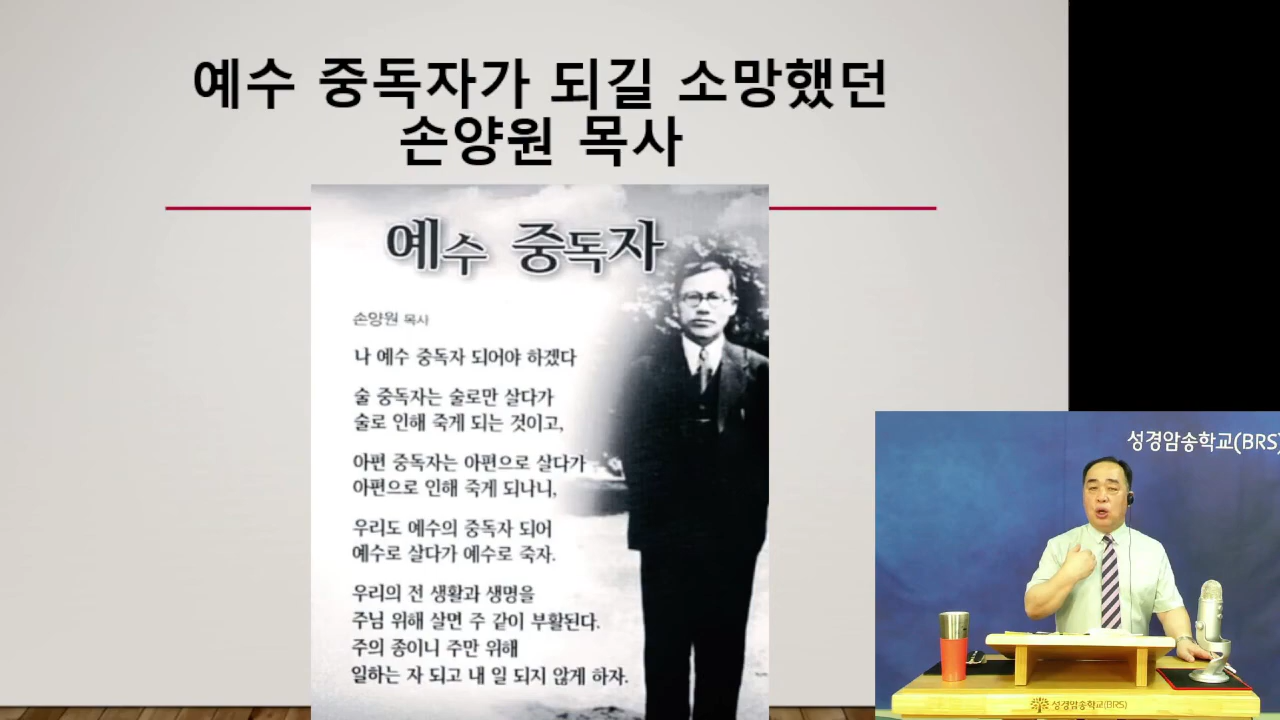 예수 중독자가 되길 소망했던
손양원 목사
예수 중독자
손양원 목사
나 예수 중독자 되어야 하겠다
술 중독자는 술로만 살다가
술로 인해 죽게 되는 것이고,
아편 중독자는 아편으로 살다가
아편으로 인해 죽게 되나니,
우리도 예수의 중독자 되어
예수로 살다가 예수로 죽자.
우리의 전 생활과 생명을
주님 위해 살면 주 같이 부활된다.
주의 종이니 주만 위해
일하는 자 되고 내 일 되지 않게 하자.
성경암송학교(BRS)
성경암송학교(BRS)